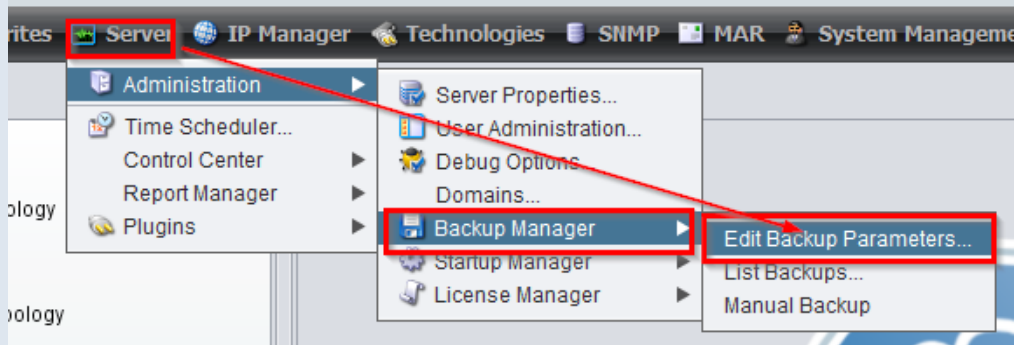 rites Server IP Manager Technologies SNMP MAR System Manageme
Administration
Time Scheduler...
Control Center
Report Manager
Plugins
Server Properties...
User Administration...
Debug Options...
Domains...
Backup Manager
Startup Manager
License Manager
Edit Backup Parameters...
List Backups...
Manual Backup
ology
oology